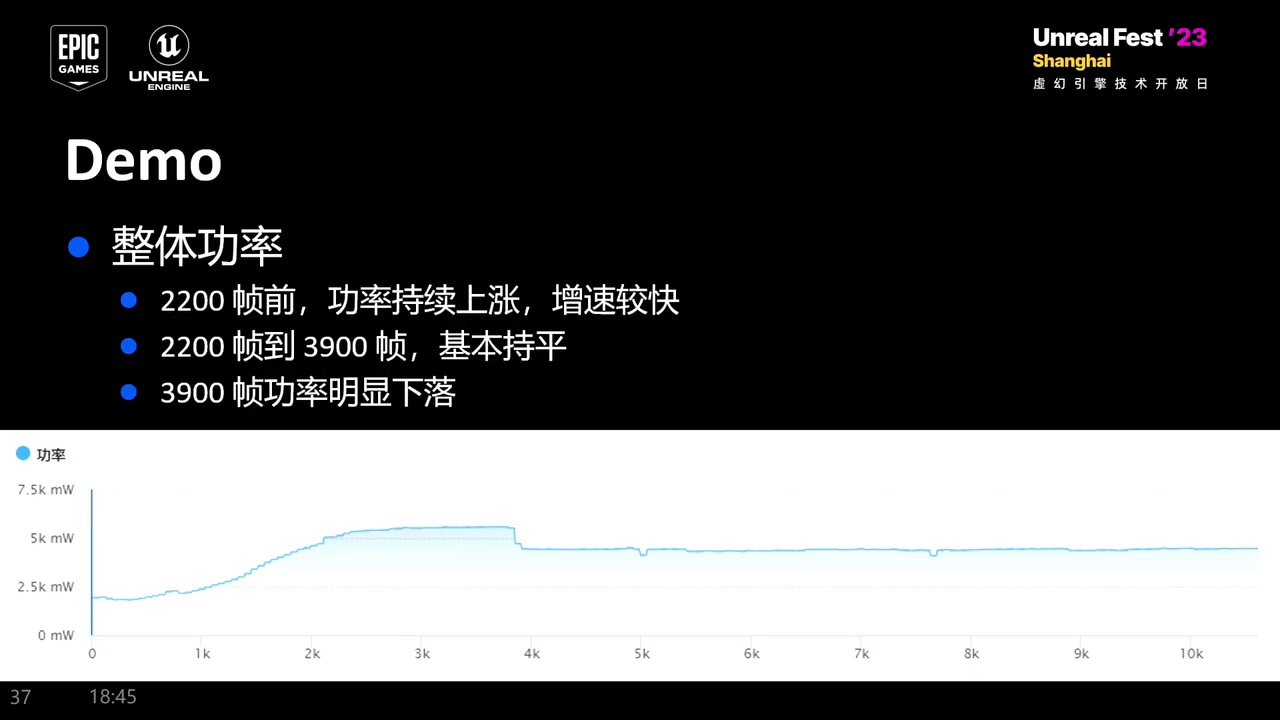 EPIC
GAMES
UNREAL
ENGINE
Unreal Fest '23
Shanghai
虚幻引擎技术开放日
Demo
整体功率
2200 帧前，功率持续上涨，增速较快
2200 帧到 3900 帧，基本持平
3900 帧功率明显下落
功率
7.5k mW
5k mW
2.5k mW
0 mW
0 1k 2k 3k 4k 5k 6k 7k 8k 9k 10k
37 18:45